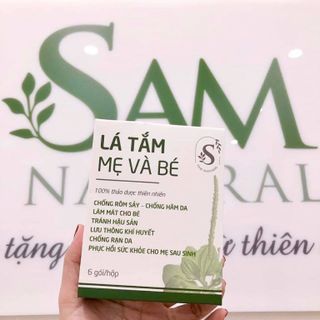 SAM
NATURAL
tặng
thiên
LÁ TẮM
MẸ VÀ BÉ
100% thảo dược thiên nhiên
CHỐNG RÔM SẢY - CHỐNG HĂM DA
LÀM MÁT CHO BÉ
TRÁNH HẬU SẢN
LƯU THÔNG KHÍ HUYẾT
CHỐNG RẠN DA
PHỤC HỒI SỨC KHỎE CHO MẸ SAU SINH
6 gói/hộp